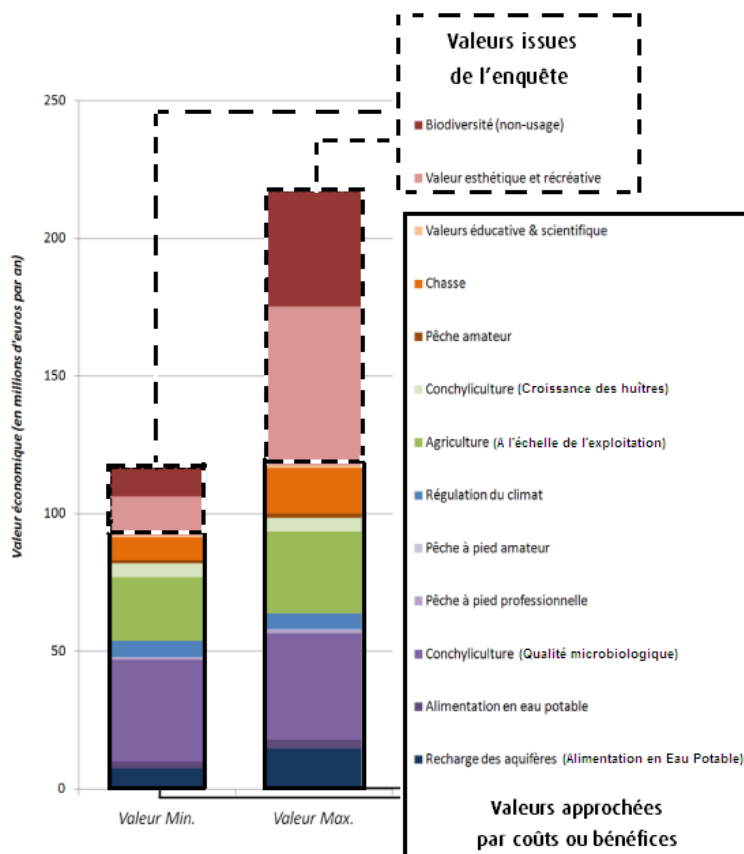 Valeurs issues
de l'enquête
Biodiversité (non-usage)
Valeur esthétique et récréative
Valeurs éducative & scientifique
Chasse
Pêche amateur
Conchyliculture (Croissance des huîtres)
Agriculture (A l'échelle de l'exploitation)
Régulation du climat
Pêche à pied amateur
Pêche à pied professionnelle
Conchyliculture (Qualité microbiologique)
Alimentation en eau potable
Recharge des aquifères (Alimentation en Eau Potable)
Valeurs approchées
par coûts ou bénéfices
Valeur économique (en millions d'euros par an)
250
200
150
100
50
0
Valeur Min.
Valeur Max.